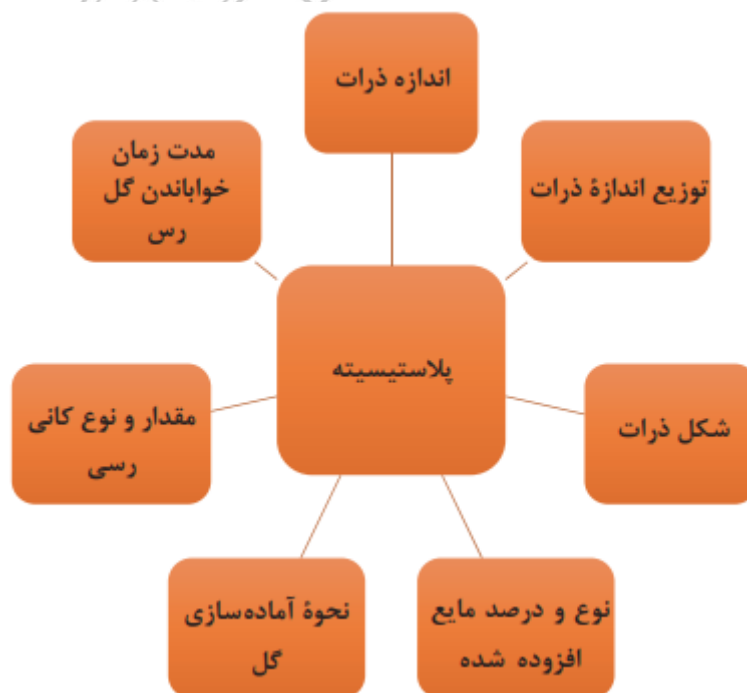 اندازه ذرات
توزیع اندازهٔ ذرات
شکل ذرات
نوع و درصد مایع
افزوده شده
نحوهٔ آماده‌سازی
گل
مقدار و نوع کانی
رسی
مدت زمان
خواباندن گل
رس
پلاستیسیته